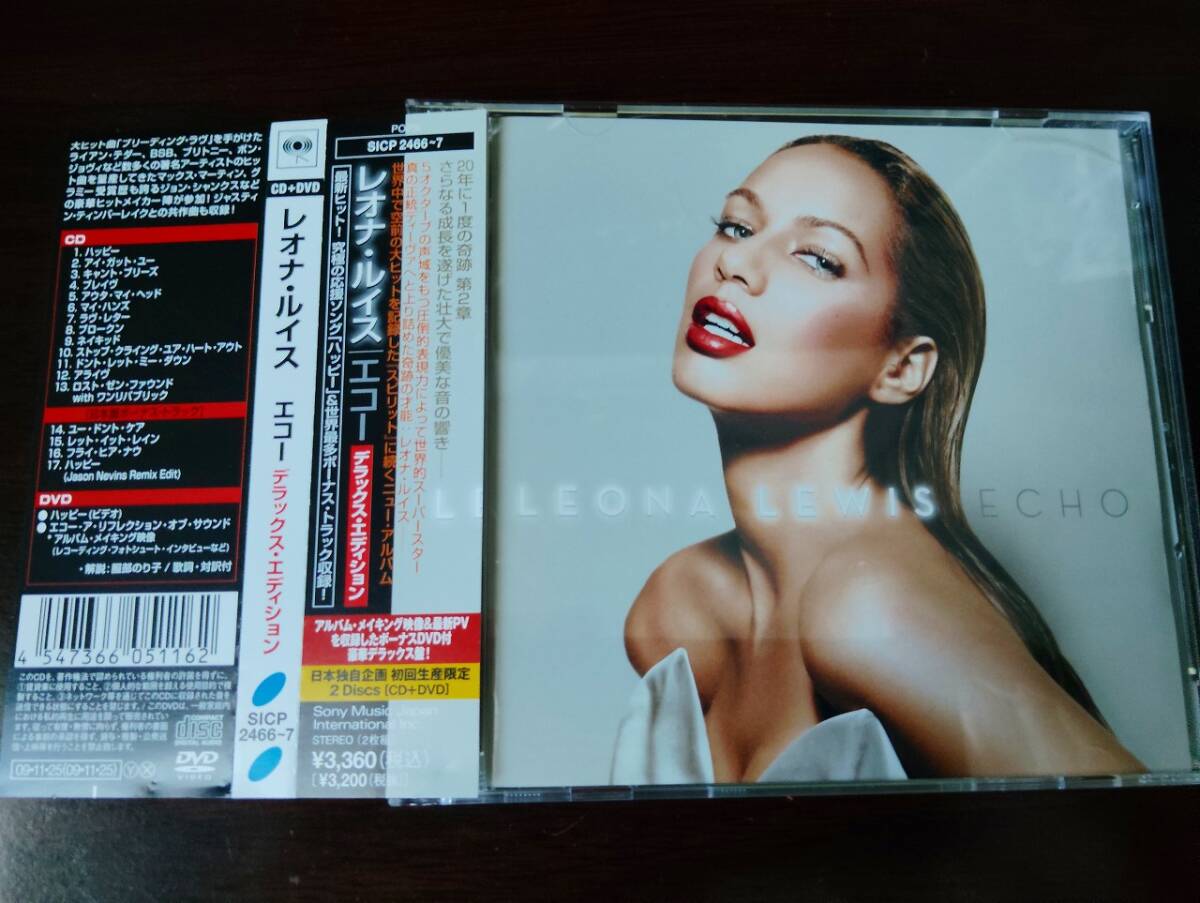 大ヒット曲「ブリーディング・ラヴ」を手がけた
ライアン・テダー、BSB、ブリトニー、ボン・
ジョヴィなど数多くの著名アーティストのヒッ
ト曲を量産してきたマックス・マーティン、グ
ラミー受賞歴も誇るジョン・シャンクスなど
の豪華ヒットメイカー陣が参加!ジャスティ
ン・ティンバーレイクとの共作曲も収録!
CD
1. ハッピー
2. アイ・ガット・ユー
3. キャント・ブリーズ
4. ブレイヴ
5. アウタ・マイ・ヘッド
6. マイ・ハンズ
7. ラヴ・レター
8. ブロークン
9. ネイキッド
10. ストップ・クライング・ユア・ハート・アウト
11. ドント・レット・ミー・ダウン
12. アライヴ
13. ロスト・ゼン・ファウンド
with ワンリパブリック
[日本盤ボーナス・トラック]
14. ユー・ドント・ケア
15. レット・イット・レイン
16. フライ・ヒア・ナウ
17. ハッピー
(Jason Nevins Remix Edit)
DVD
●ハッピー(ビデオ)
●エコー・ア・リフレクション・オブ・サウンド
*アルバム・メイキング映像
(レコーディング・フォトシュート・インタビューなど)
・解説:服部のり子/歌詞・対訳付
4 547366 051162
COMPACT
disc
DIGITAL AUDIO
DVD
VIDEO
09・11・25(09・11・25) Y X
CD+DVD
レオナ・ルイス エコー デラックス・エディション
SICP
2466~7
SICP 2466~7
20年に1度の奇跡 第2章
さらなる成長を遂げた壮大で優美な音の響き──
5オクターブの声域をもつ圧倒的表現力によって世界的スーパースター
真の正統ディーヴァへと上り詰めた奇跡の才能…レオナ・ルイス──
世界中で空前の大ヒットを記録した『スピリット』に続くニュー・アルバム
レオナ・ルイス|エコー デラックス・エディション
最新ヒット!究極の応援ソング「ハッピー」&世界最多ボーナス・トラック収録!
アルバム・メイキング映像&最新PV
を収録したボーナスDVD付
豪華デラックス盤!
日本独自企画 初回生産限定
2 Discs [CD+DVD]
Sony Music Japan
International Inc.
STEREO (2枚組)
¥3,360(税込)
[¥3,200(税抜)]
LEONA LEWIS ECHO